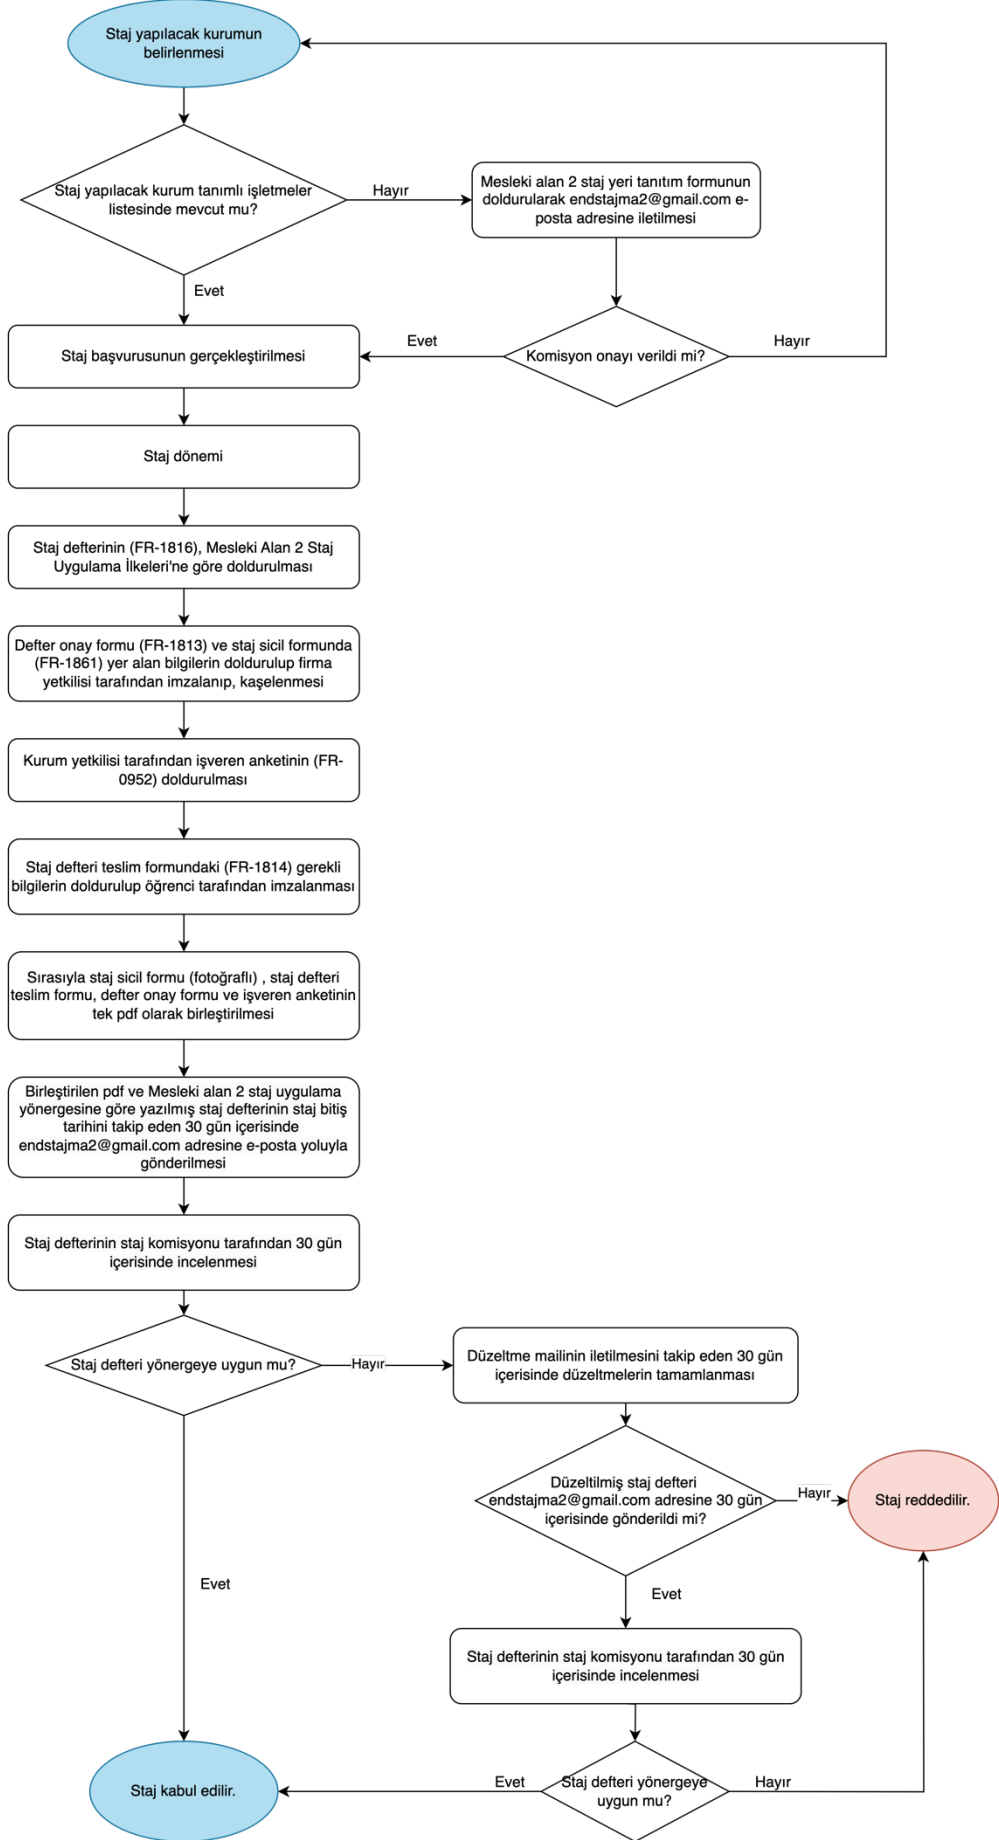 Staj yapılacak kurumun
belirlenmesi
Staj yapılacak kurum tanımlı işletmeler
listesinde mevcut mu?
Hayır
Mesleki alan 2 staj yeri tanıtım formunun
doldurularak endstajma2@gmail.com e-
posta adresine iletilmesi
Evet
Staj başvurusunun gerçekleştirilmesi
Evet
Komisyon onayı verildi mi?
Hayır
Staj dönemi
Staj defterinin (FR-1816), Mesleki Alan 2 Staj
Uygulama İlkeleri'ne göre doldurulması
Defter onay formu (FR-1813) ve staj sicil formunda
(FR-1861) yer alan bilgilerin doldurulup firma
yetkilisi tarafından imzalanıp, kaşelenmesi
Kurum yetkilisi tarafından işveren anketinin (FR-
0952) doldurulması
Staj defteri teslim formundaki (FR-1814) gerekli
bilgilerin doldurulup öğrenci tarafından imzalanması
Sırasıyla staj sicil formu (fotoğraflı) , staj defteri
teslim formu, defter onay formu ve işveren anketinin
tek pdf olarak birleştirilmesi
Birleştirilen pdf ve Mesleki alan 2 staj uygulama
yönergesine göre yazılmış staj defterinin staj bitiş
tarihini takip eden 30 gün içerisinde
endstajma2@gmail.com adresine e-posta yoluyla
gönderilmesi
Staj defterinin staj komisyonu tarafından 30 gün
içerisinde incelenmesi
Staj defteri yönergeye uygun mu?
Hayır
Düzeltme mailinin iletilmesini takip eden 30 gün
içerisinde düzeltmelerin tamamlanması
Düzeltilmiş staj defteri
endstajma2@gmail.com adresine 30 gün
içerisinde gönderildi mi?
Hayır
Staj reddedilir.
Evet
Evet
Staj defterinin staj komisyonu tarafından 30 gün
içerisinde incelenmesi
Staj kabul edilir.
Evet
Staj defteri yönergeye
uygun mu?
Hayır